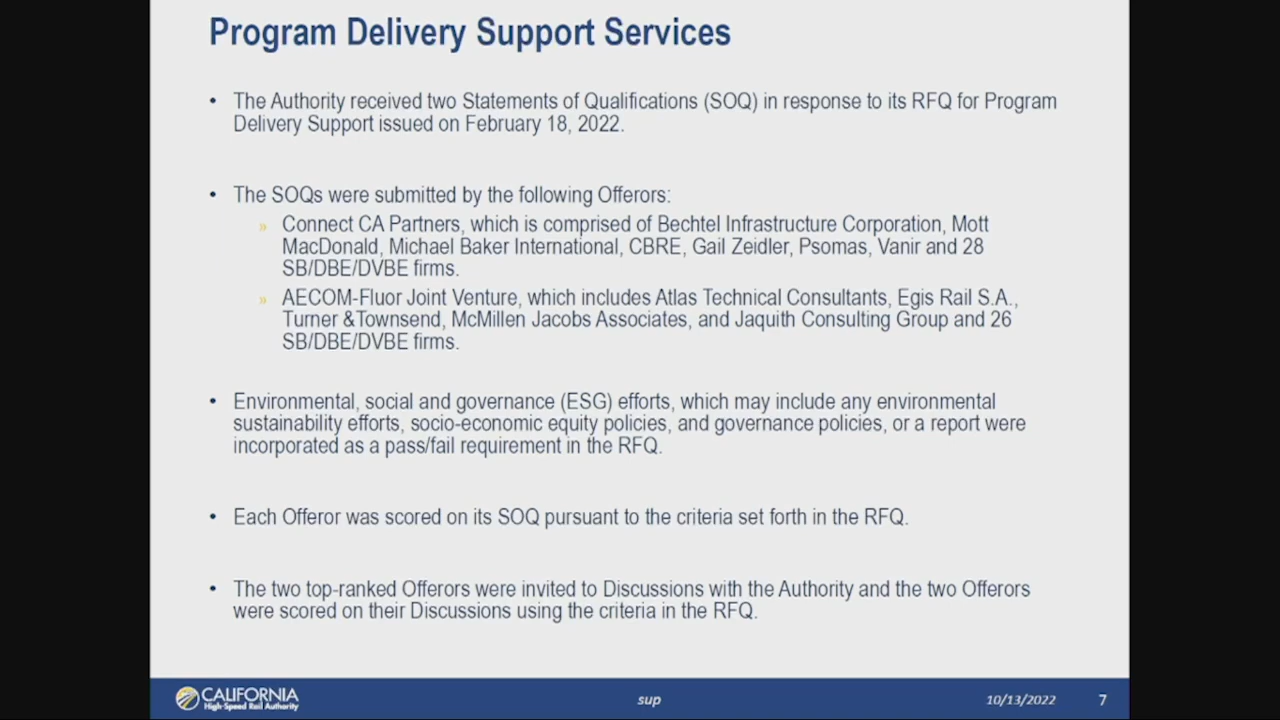 Program Delivery Support Services
• The Authority received two Statements of Qualifications (SOQ) in response to its RFQ for Program
Delivery Support issued on February 18, 2022.
• The SOQs were submitted by the following Offerors:
» Connect CA Partners, which is comprised of Bechtel Infrastructure Corporation, Mott
MacDonald, Michael Baker International, CBRE, Gail Zeidler, Psomas, Vanir and 28
SB/DBE/DVBE firms.
» AECOM-Fluor Joint Venture, which includes Atlas Technical Consultants, Egis Rail S.A.,
Turner &Townsend, McMillen Jacobs Associates, and Jaquith Consulting Group and 26
SB/DBE/DVBE firms.
• Environmental, social and governance (ESG) efforts, which may include any environmental
sustainability efforts, socio-economic equity policies, and governance policies, or a report were
incorporated as a pass/fail requirement in the RFQ.
• Each Offeror was scored on its SOQ pursuant to the criteria set forth in the RFQ.
• The two top-ranked Offerors were invited to Discussions with the Authority and the two Offerors
were scored on their Discussions using the criteria in the RFQ.
CALIFORNIA
High-Speed Rail Authority
sup
10/13/2022
7